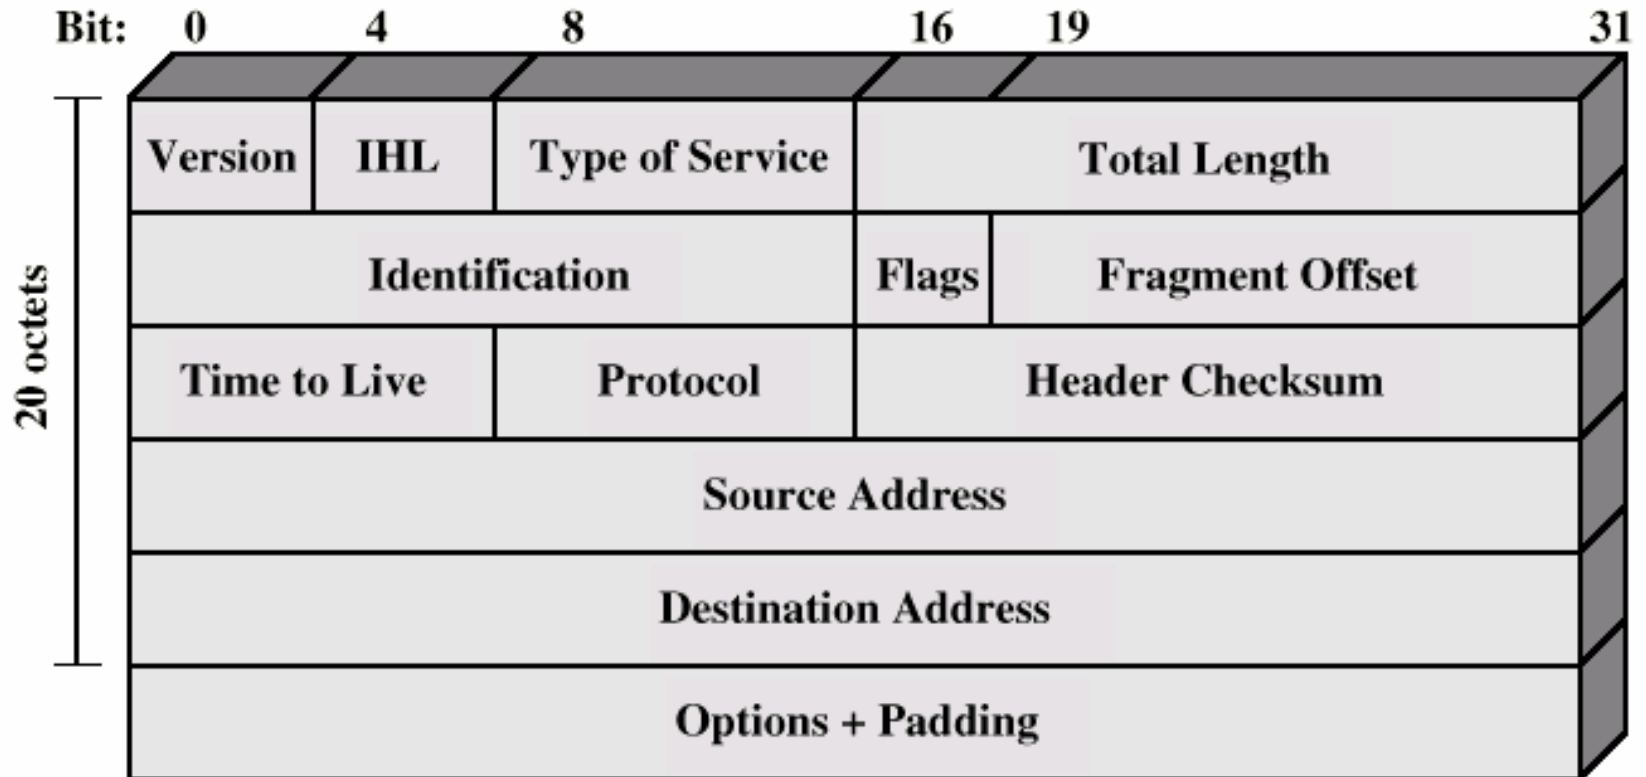 Bit: 0 4 8 16 19 31
Version IHL Type of Service Total Length
Identification Flags Fragment Offset
Time to Live Protocol Header Checksum
Source Address
Destination Address
Options + Padding
20 octets